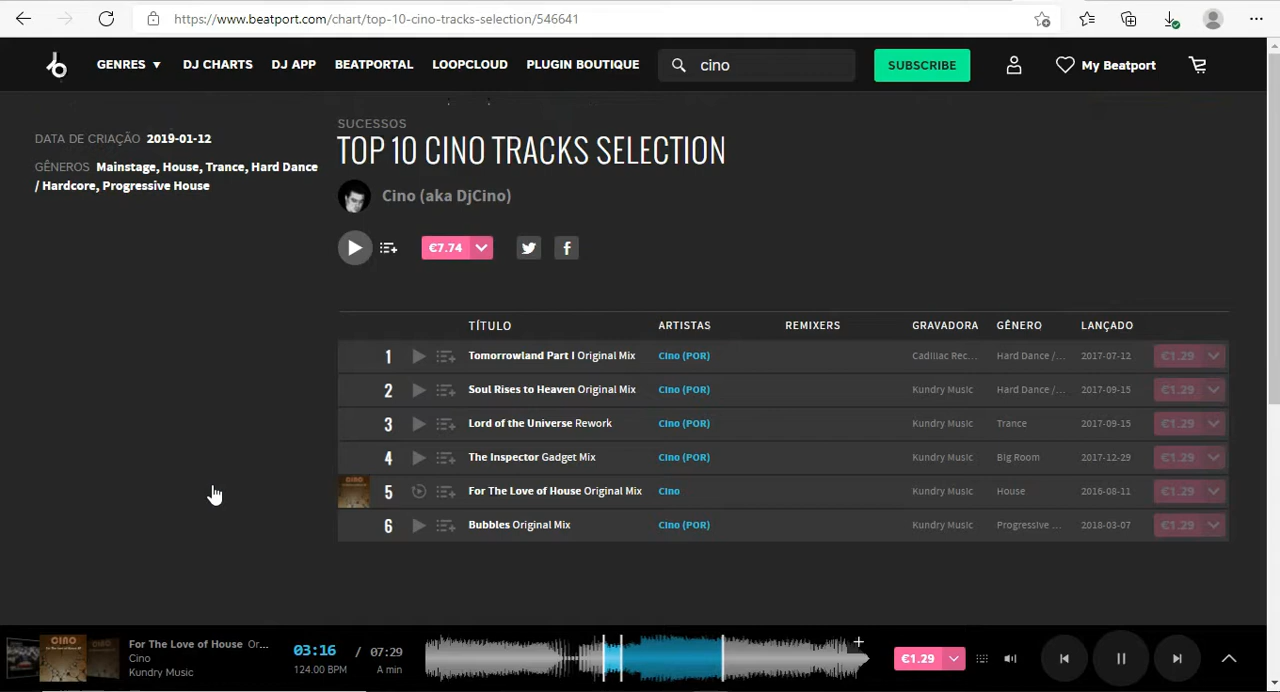 https://www.beatport.com/chart/top-10-cino-tracks-selection/546641
GENRES DJ CHARTS DJ APP BEATPORTAL LOOPCLOUD PLUGIN BOUTIQUE cino SUBSCRIBE My Beatport
DATA DE CRIAÇÃO 2019-01-12
GÊNEROS Mainstage, House, Trance, Hard Dance
/ Hardcore, Progressive House
SUCESSOS
TOP 10 CINO TRACKS SELECTION
Cino (aka DjCino)
€7.74
TÍTULO ARTISTAS REMIXERS GRAVADORA GÊNERO LANÇADO
1 Tomorrowland Part I Original Mix Cino (POR) Cadillac Rec... Hard Dance /... 2017-07-12 €1.29
2 Soul Rises to Heaven Original Mix Cino (POR) Kundry Music Hard Dance /... 2017-09-15 €1.29
3 Lord of the Universe Rework Cino (POR) Kundry Music Trance 2017-09-15 €1.29
4 The Inspector Gadget Mix Cino (POR) Kundry Music Big Room 2017-12-29 €1.29
5 For The Love of House Original Mix Cino Kundry Music House 2016-08-11 €1.29
6 Bubbles Original Mix Cino (POR) Kundry Music Progressive ... 2018-03-07 €1.29
CINO
For The Love of House Or...
Cino
Kundry Music
03:16 / 07:29
124.00 BPM A min
€1.29